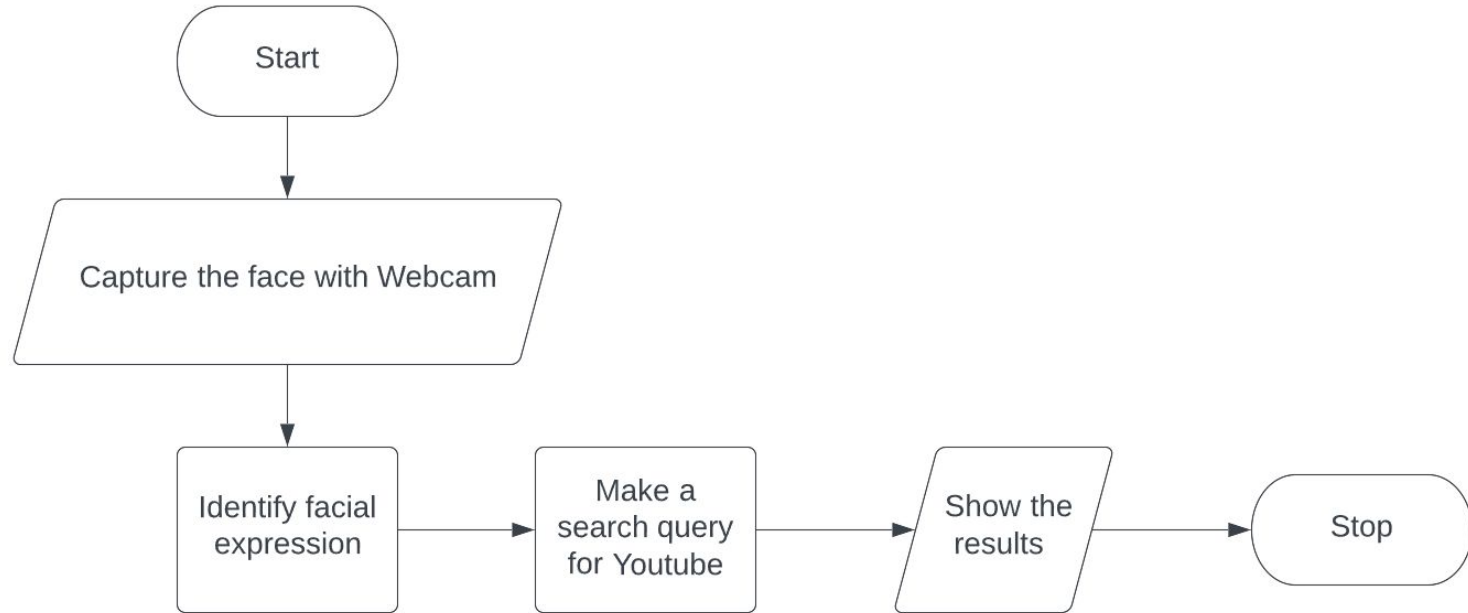 Start
Capture the face with Webcam
Identify facial
expression
Make a
search query
for Youtube
Show the
results
Stop